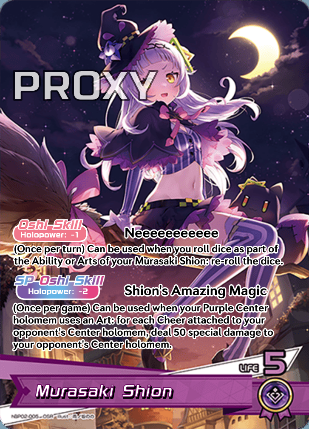 PROXY
Oshi Skill
Holopower: -1
Neeeeeeeeeee
(Once per turn) Can be used when you roll dice as part of
the Ability or Arts of your Murasaki Shion: re-roll the dice.
SP Oshi Skill
Holopower: -2
Shion's Amazing Magic
(Once per game) Can be used when your Purple Center
holomem uses an Art: for each Cheer attached to your
opponent's Center holomem, deal 50 special damage to
your opponent's Center holomem.
LIFE 5
Murasaki Shion